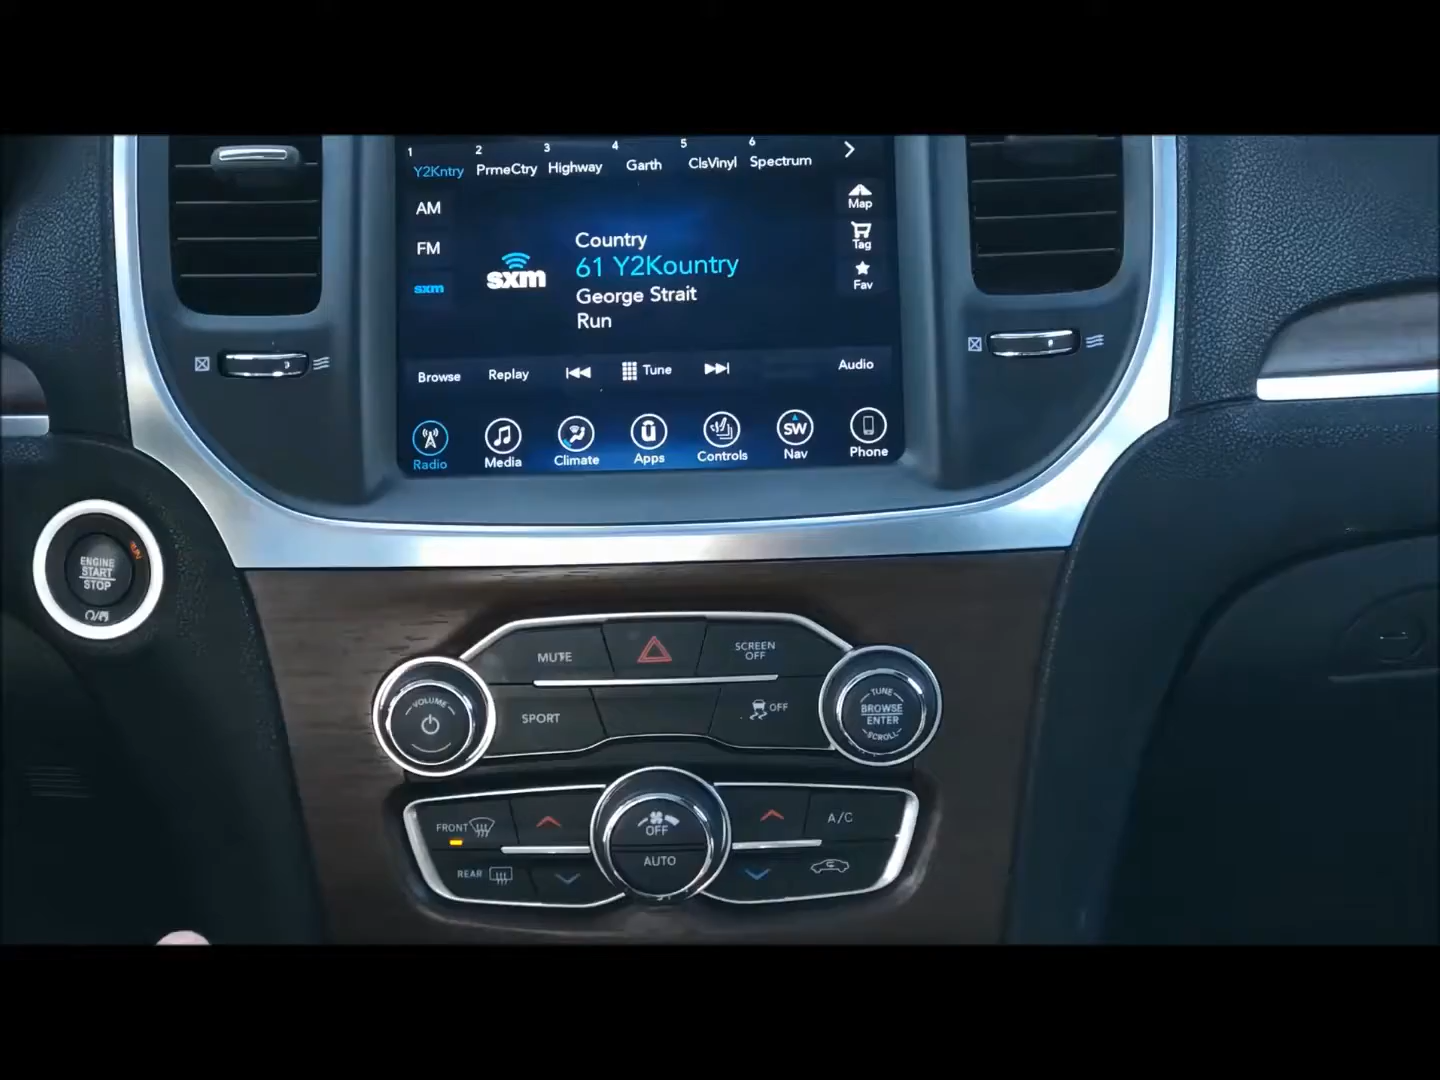 1 2 3 4 5 6
Y2Kntry PrmeCtry Highway Garth ClsVinyl Spectrum
AM
FM
sxm
sxm
Country
61 Y2Kountry
George Strait
Run
Map
Tag
Fav
Browse Replay Tune Audio
Radio Media Climate Apps Controls Nav Phone
SW
ENGINE
START
STOP
RUN
MUTE
SCREEN
OFF
VOLUME
SPORT
OFF
TUNE
BROWSE
ENTER
SCROLL
FRONT
REAR
OFF
AUTO
A/C